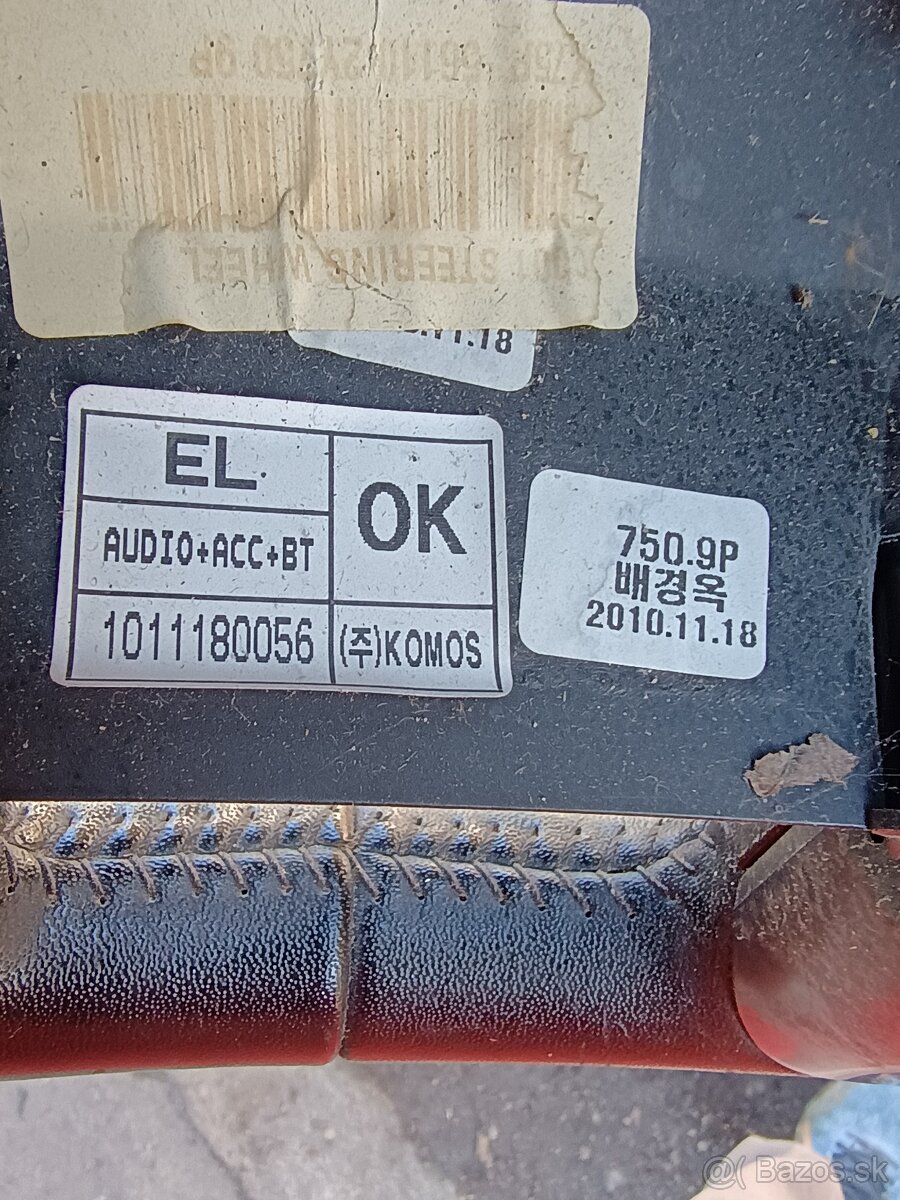 STEERING WHEEL
.11.18
EL
OK
AUDIO+ACC+BT
1011180056
(주)KOMOS
750.9P
배경옥
2010.11.18
@( Bazos.sk